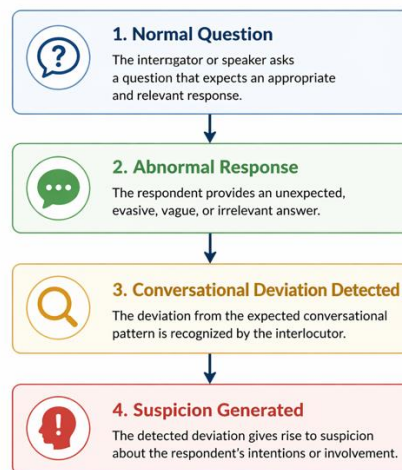 1. Normal Question
The interrogator or speaker asks
a question that expects an appropriate
and relevant response.
2. Abnormal Response
The respondent provides an unexpected,
evasive, vague, or irrelevant answer.
3. Conversational Deviation Detected
The deviation from the expected conversational
pattern is recognized by the interlocutor.
4. Suspicion Generated
The detected deviation gives rise to suspicion
about the respondent's intentions or involvement.